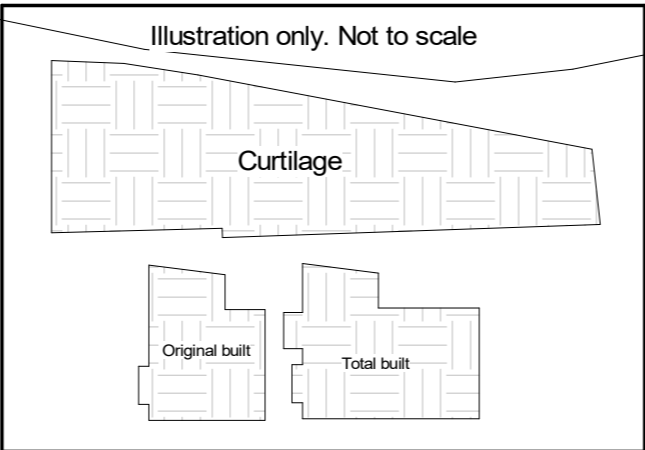 Illustration only. Not to scale
Curtilage
Original built
Total built